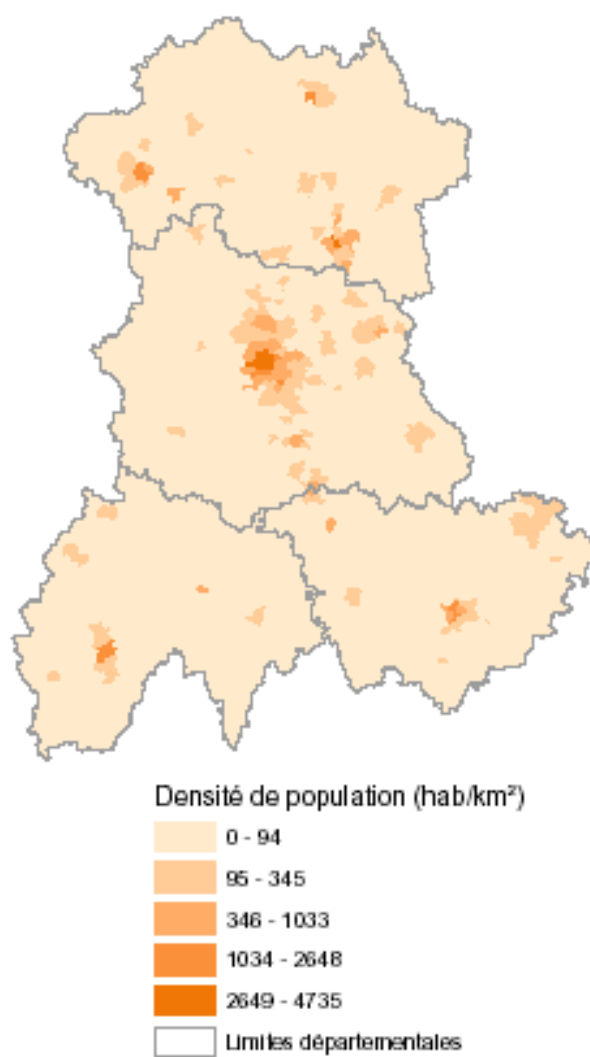 Densité de population (hab/km²)
0 - 94
95 - 345
346 - 1033
1034 - 2648
2649 - 4735
Limites départementales